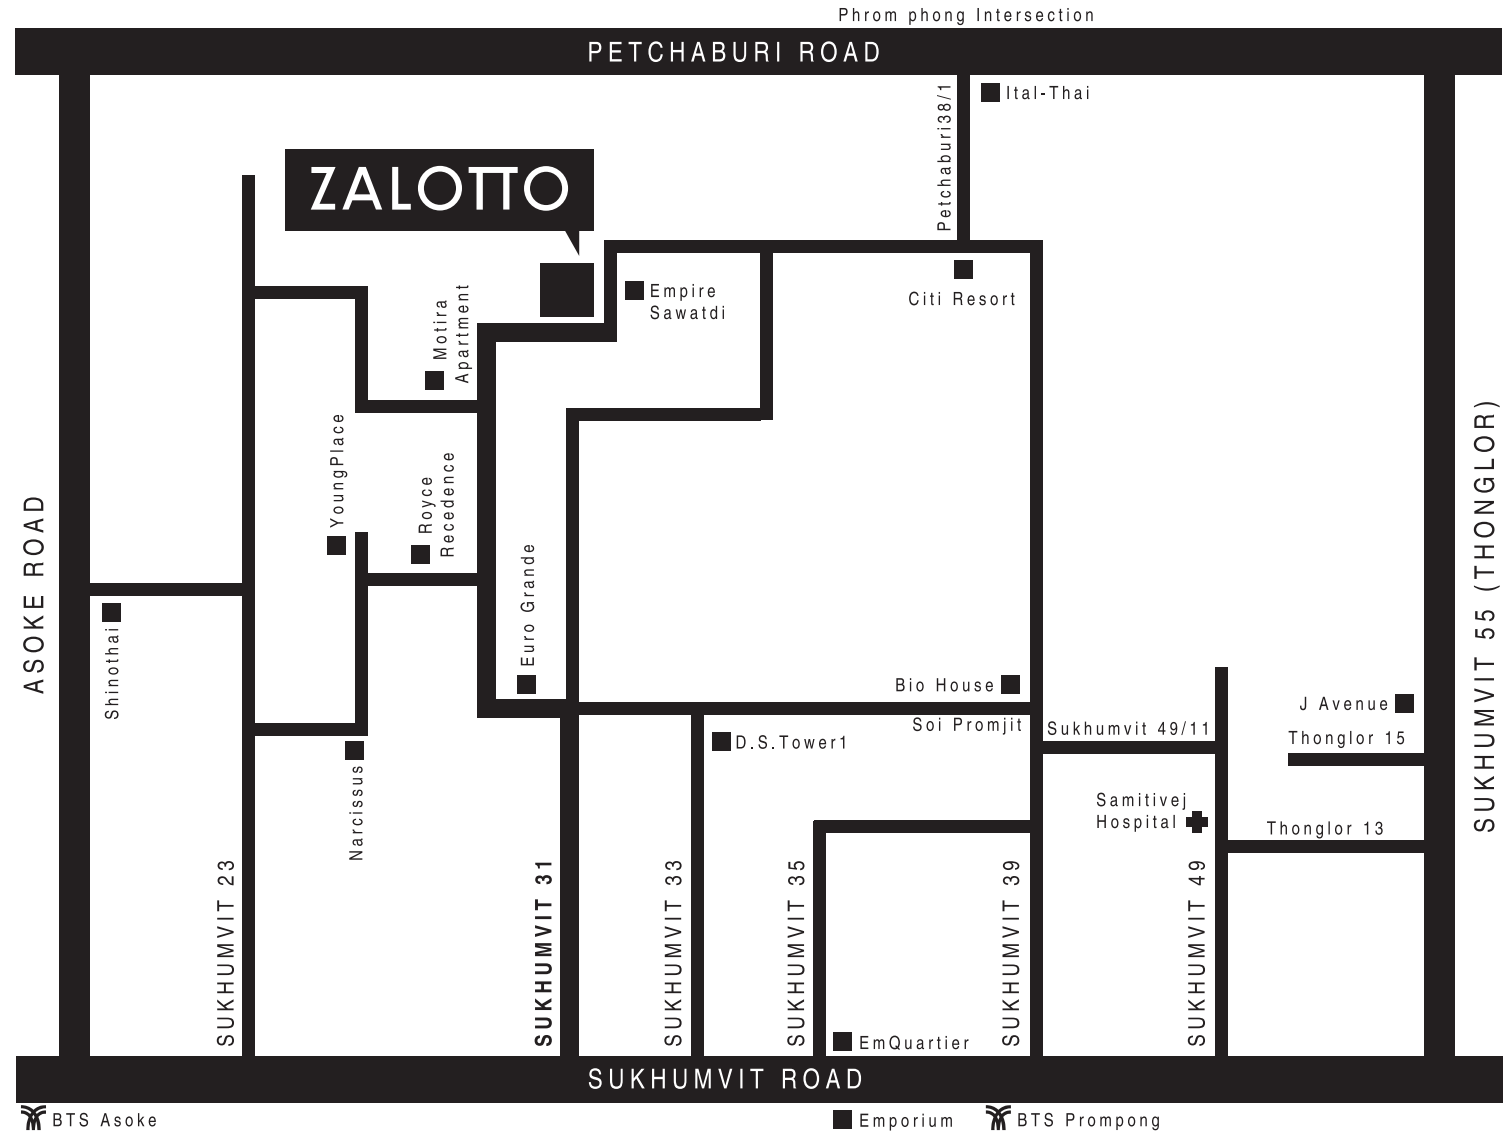 Phrom phong Intersection
PETCHABURI ROAD
Petchaburi38/1
Ital-Thai
ZALOTTO
Motira
Apartment
Empire
Sawatdi
Citi Resort
YoungPlace
Royce
Recedence
ASOKE ROAD
SUKHUMVIT 55 (THONGLOR)
Shinothai
Euro Grande
Bio House
Soi Promjit
Sukhumvit 49/11
J Avenue
Thonglor 15
D.S.Tower1
Narcissus
Samitivej
Hospital
Thonglor 13
SUKHUMVIT 23
SUKHUMVIT 31
SUKHUMVIT 33
SUKHUMVIT 35
SUKHUMVIT 39
SUKHUMVIT 49
EmQuartier
SUKHUMVIT ROAD
BTS Asoke
Emporium
BTS Prompong